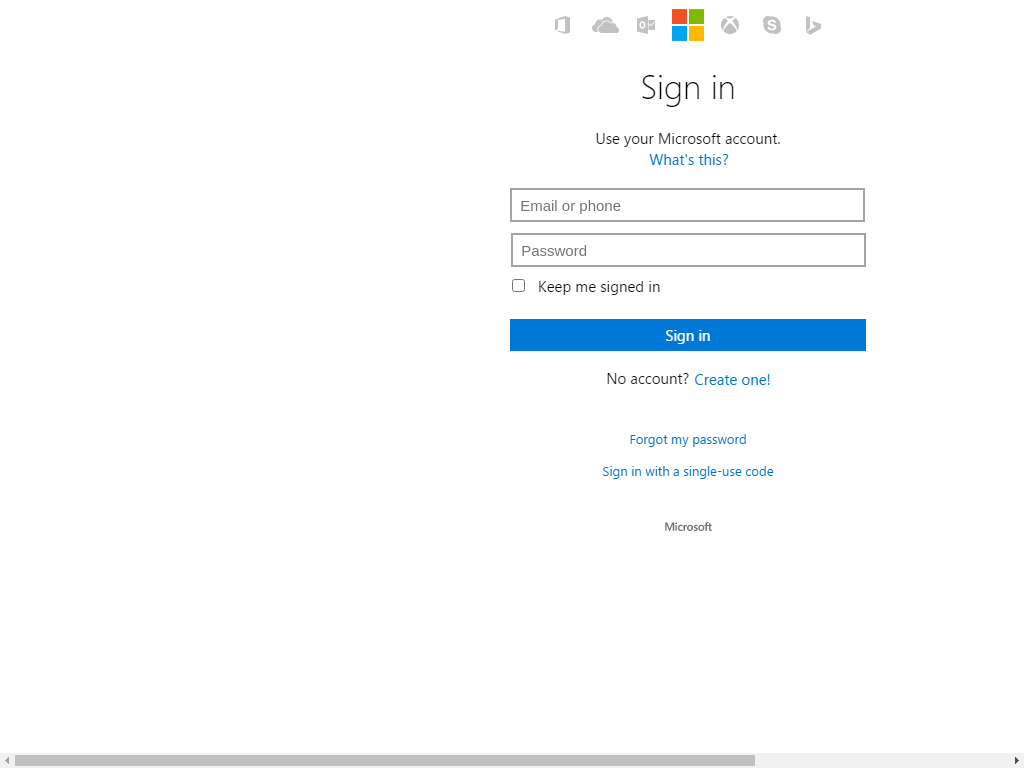 Sign in
Use your Microsoft account.
What's this?
Email or phone
Password
Keep me signed in
Sign in
No account? Create one!
Forgot my password
Sign in with a single-use code
Microsoft